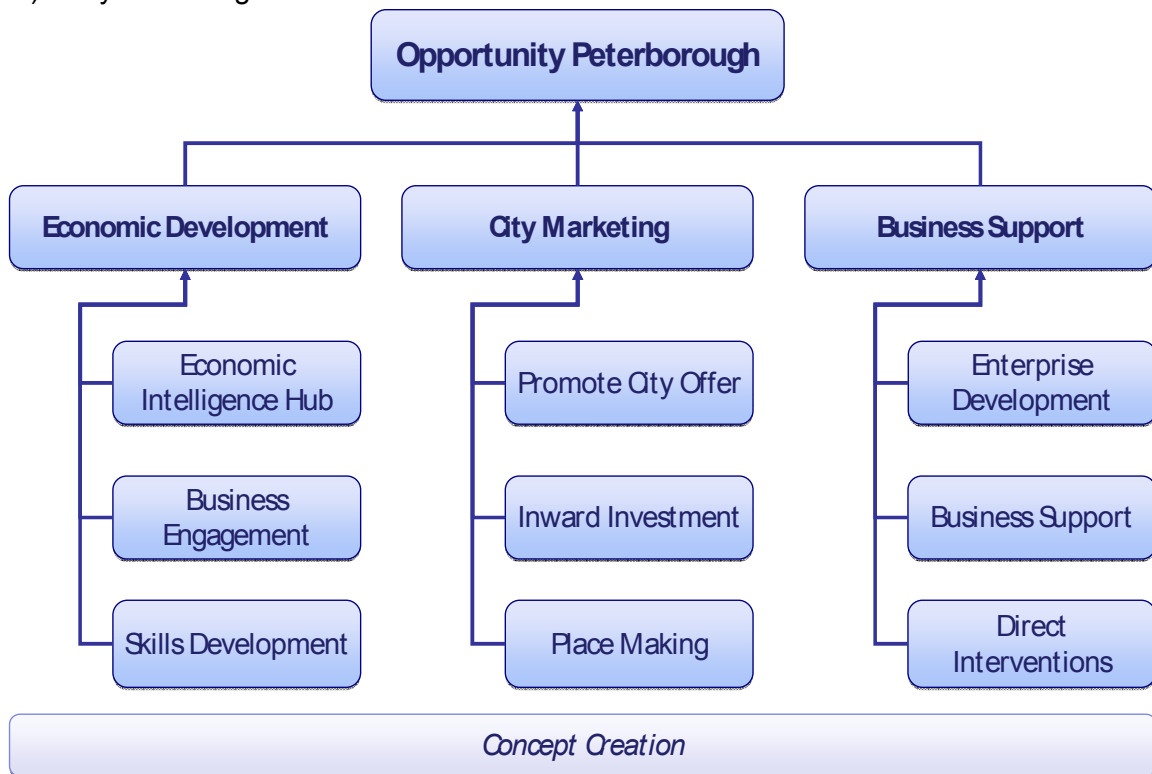 Opportunity Peterborough
Economic Development
City Marketing
Business Support
Economic
Intelligence Hub
Promote City Offer
Enterprise
Development
Business
Engagement
Inward Investment
Business Support
Skills Development
Place Making
Direct
Interventions
Concept Creation